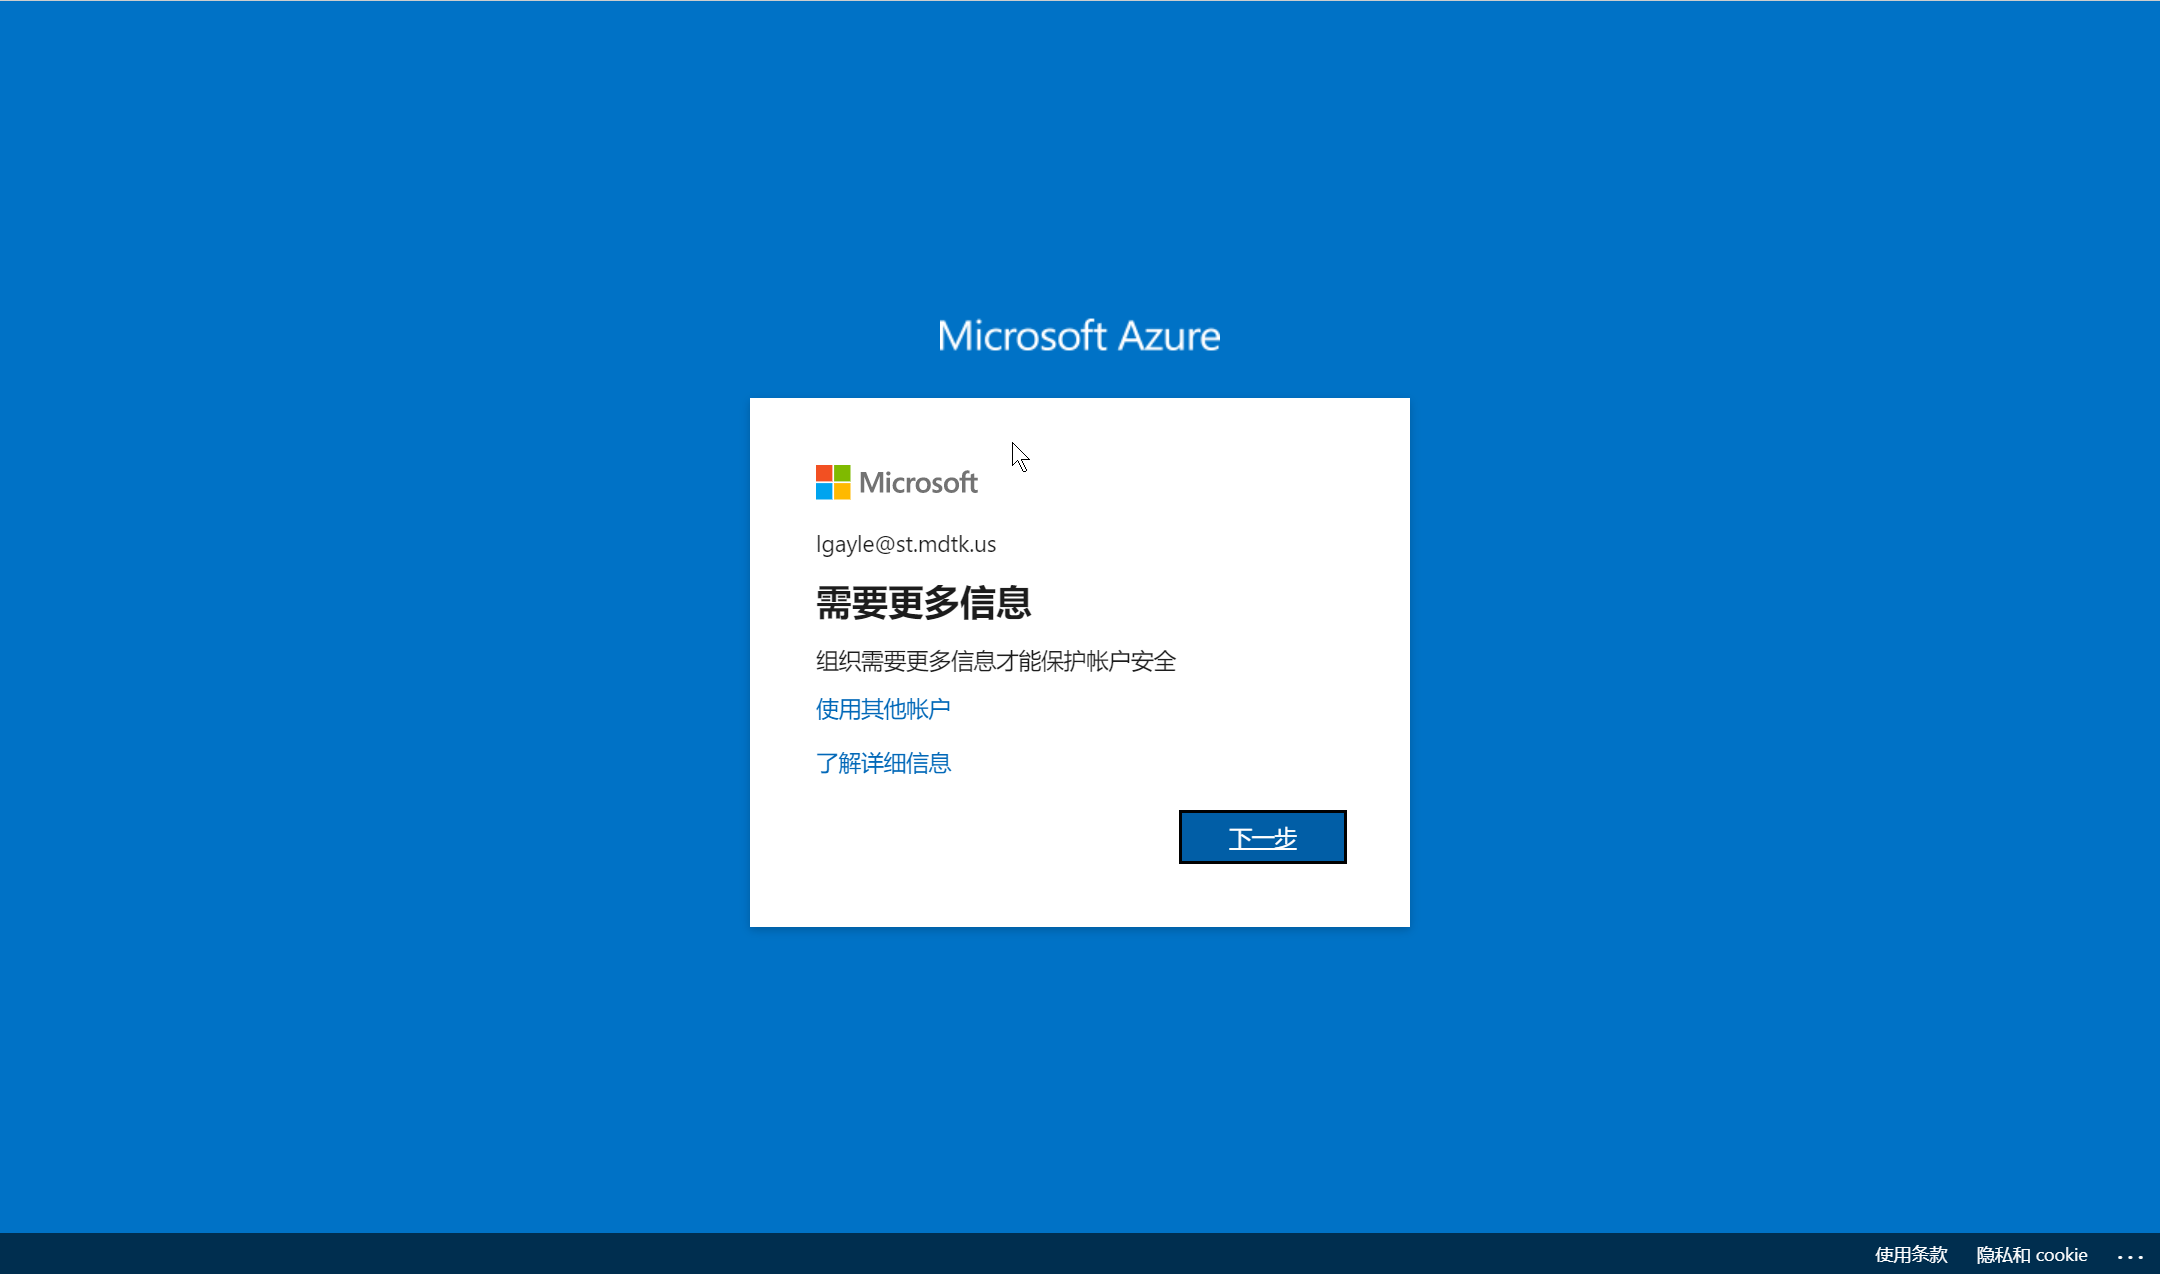 Microsoft Azure
Microsoft
lgayle@st.mdtk.us
需要更多信息
组织需要更多信息才能保护帐户安全
使用其他帐户
了解详细信息
下一步
使用条款 隐私和 cookie ...